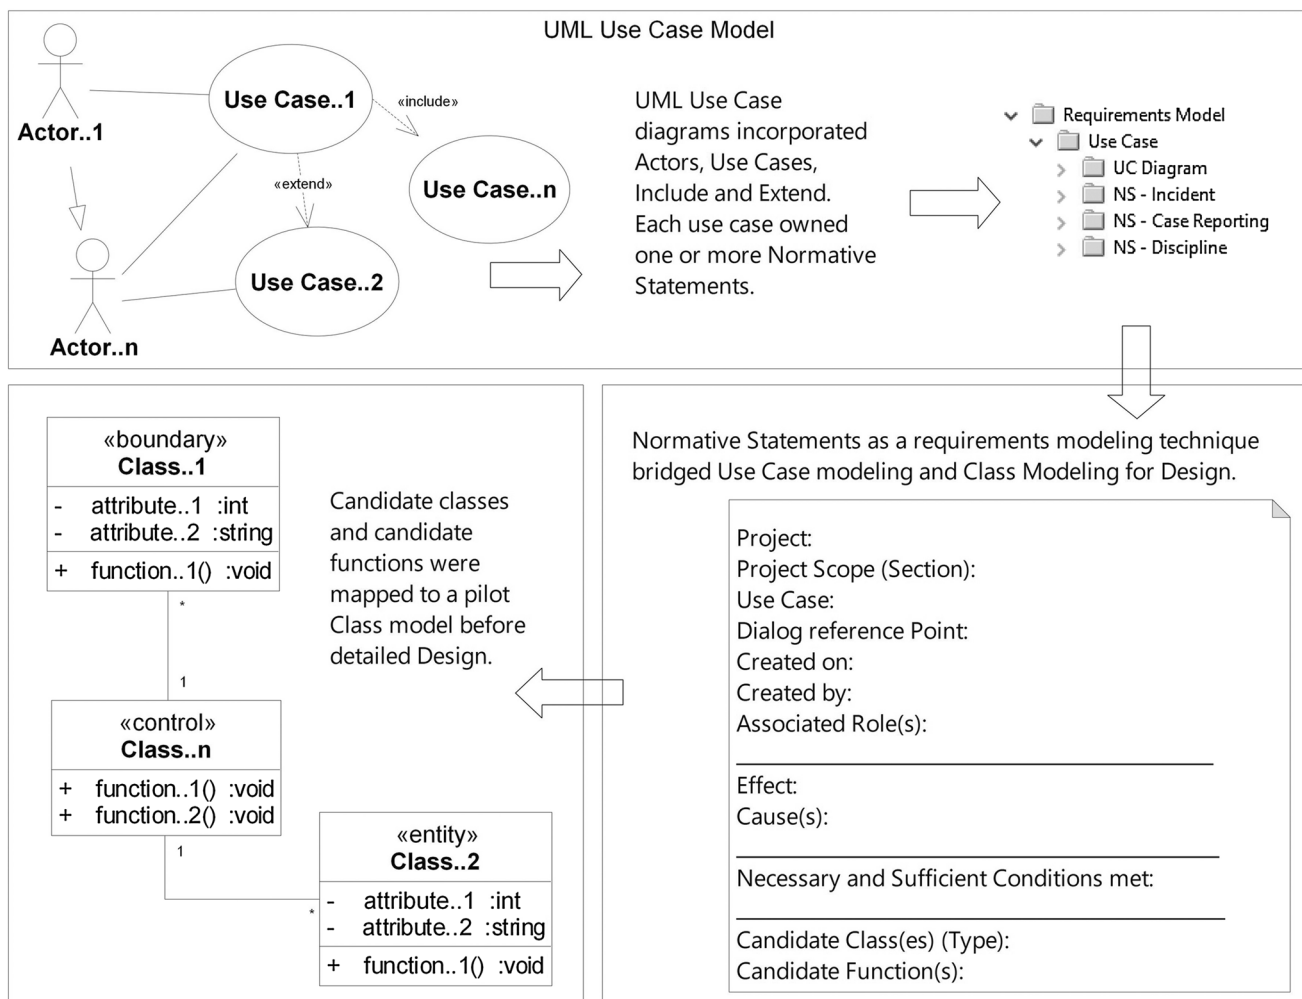 UML Use Case Model
Actor..1
Use Case..1
«include»
Use Case..n
«extend»
Use Case..2
Actor..n
UML Use Case
diagrams incorporated
Actors, Use Cases,
Include and Extend.
Each use case owned
one or more Normative
Statements.
Requirements Model
Use Case
UC Diagram
NS - Incident
NS - Case Reporting
NS - Discipline
Normative Statements as a requirements modeling technique
bridged Use Case modeling and Class Modeling for Design.
Project:
Project Scope (Section):
Use Case:
Dialog reference Point:
Created on:
Created by:
Associated Role(s):
Effect:
Cause(s):
Necessary and Sufficient Conditions met:
Candidate Class(es) (Type):
Candidate Function(s):
Candidate classes
and candidate
functions were
mapped to a pilot
Class model before
detailed Design.
«boundary»
Class..1
- attribute..1 :int
- attribute..2 :string
+ function..1() :void
*
1
«control»
Class..n
+ function..1() :void
+ function..2() :void
1
*
«entity»
Class..2
- attribute..1 :int
- attribute..2 :string
+ function..1() :void